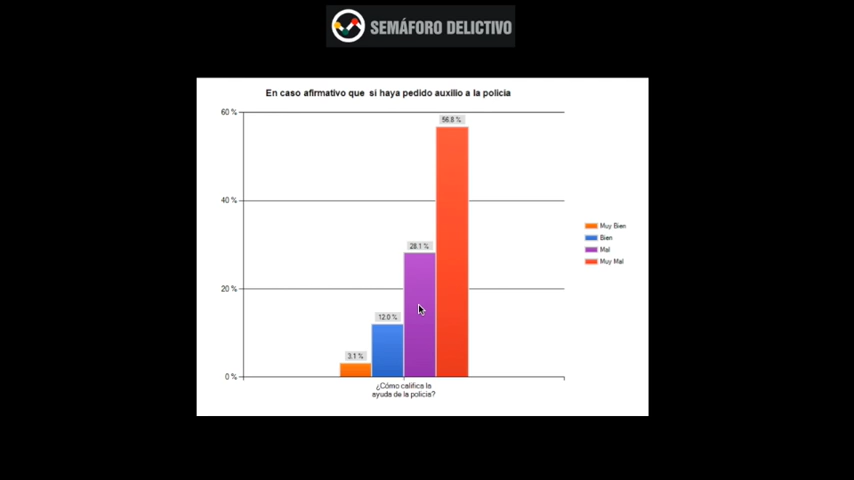 SEMÁFORO DELICTIVO
En caso afirmativo que si haya pedido auxilio a la policia
60 %
56.8 %
40 %
28.1 %
20 %
12.0 %
3.1 %
0 %
Muy Bien
Bien
Mal
Muy Mal
¿Cómo califica la
ayuda de la policia?